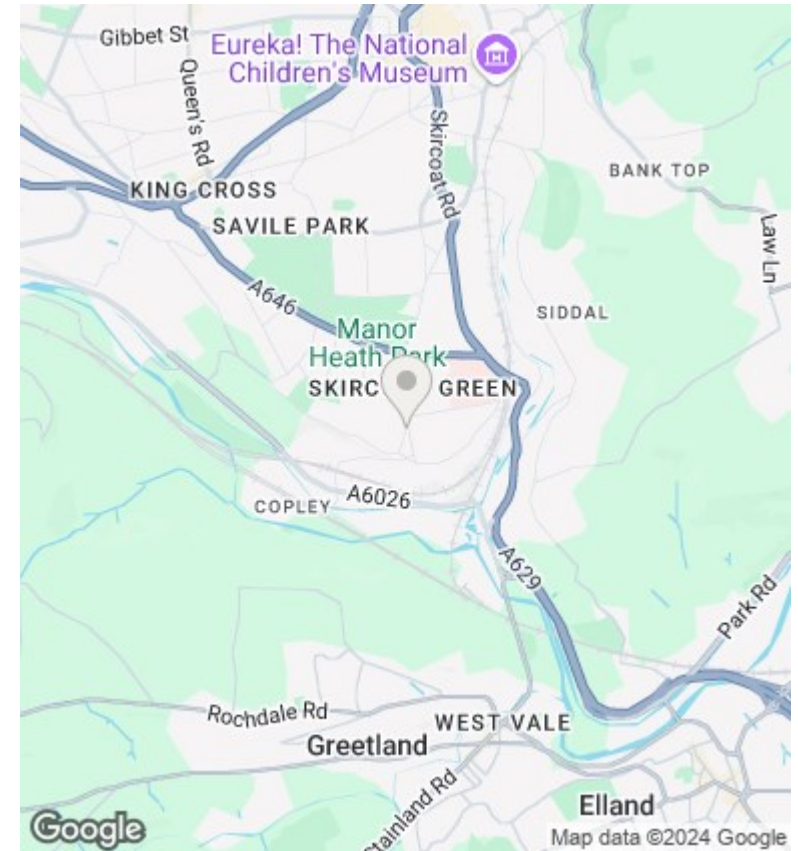 Gibbet St
Eureka! The National
Children's Museum
Queen's Rd
Skircoat Rd
BANK TOP
KING CROSS
SAVILE PARK
Law Ln
A646
SIDDAL
Manor
Heath Park
SKIRC GREEN
COPLEY
A6026
A629
Park Rd
Rochdale Rd
WEST VALE
Greetland
Stainland Rd
Elland
Google
Map data ©2024 Google